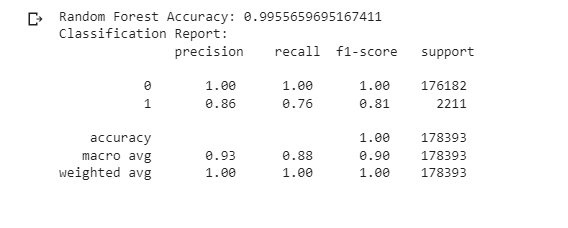 Random Forest Accuracy: 0.9955659695167411
Classification Report:
precision recall f1-score support
0 1.00 1.00 1.00 176182
1 0.86 0.76 0.81 2211
accuracy 1.00 178393
macro avg 0.93 0.88 0.90 178393
weighted avg 1.00 1.00 1.00 178393